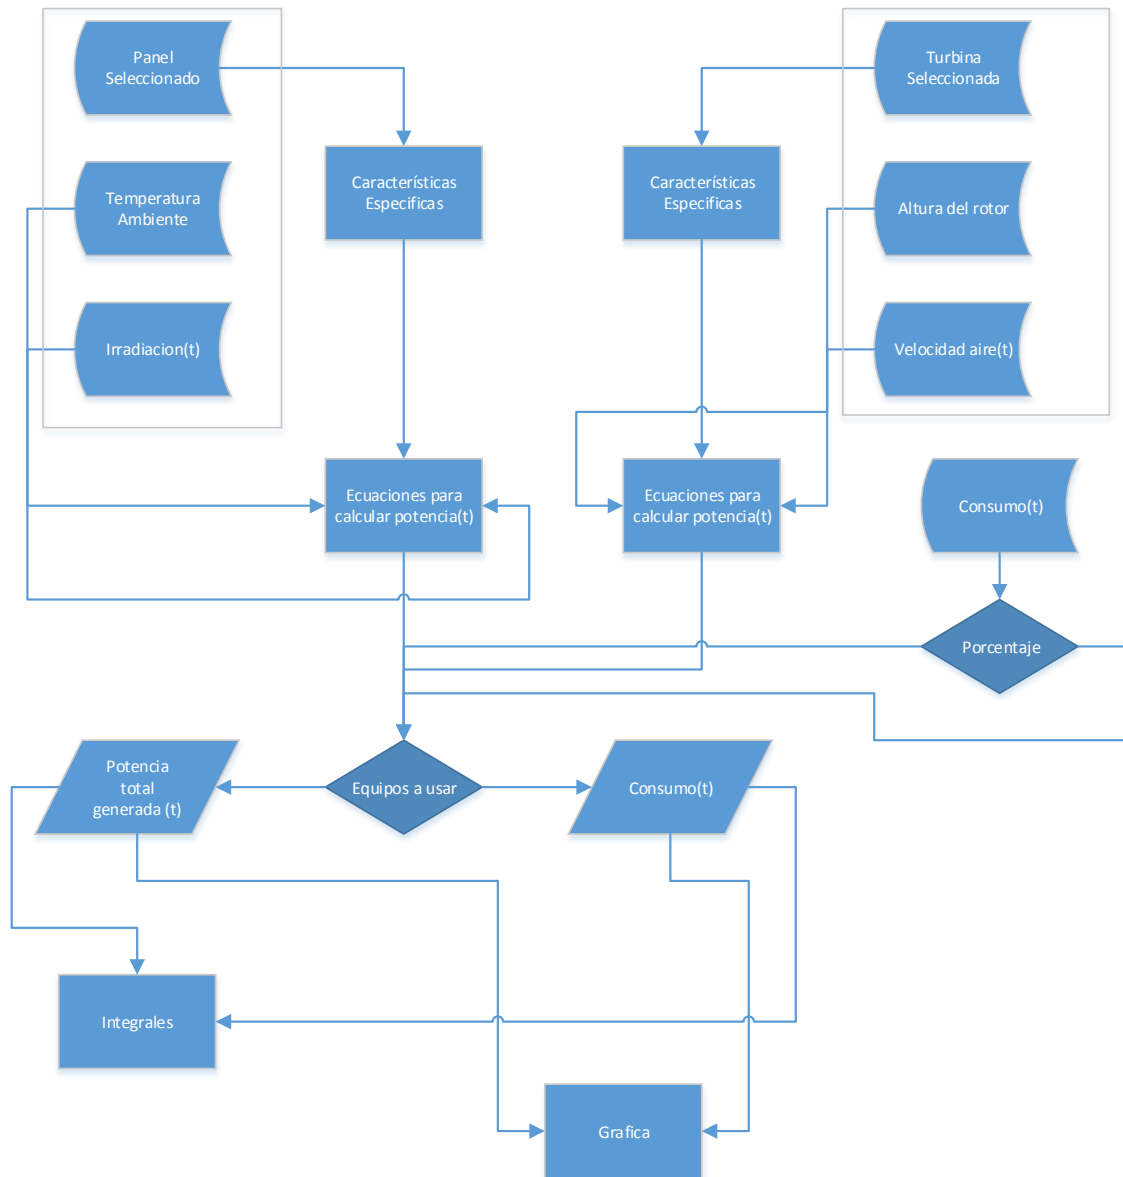 Panel
Seleccionado
Turbina
Seleccionada
Características
Especificas
Características
Especificas
Temperatura
Ambiente
Altura del rotor
Irradiacion(t)
Velocidad aire(t)
Ecuaciones para
calcular potencia(t)
Ecuaciones para
calcular potencia(t)
Consumo(t)
Porcentaje
Potencia
total
generada (t)
Equipos a usar
Consumo(t)
Integrales
Grafica